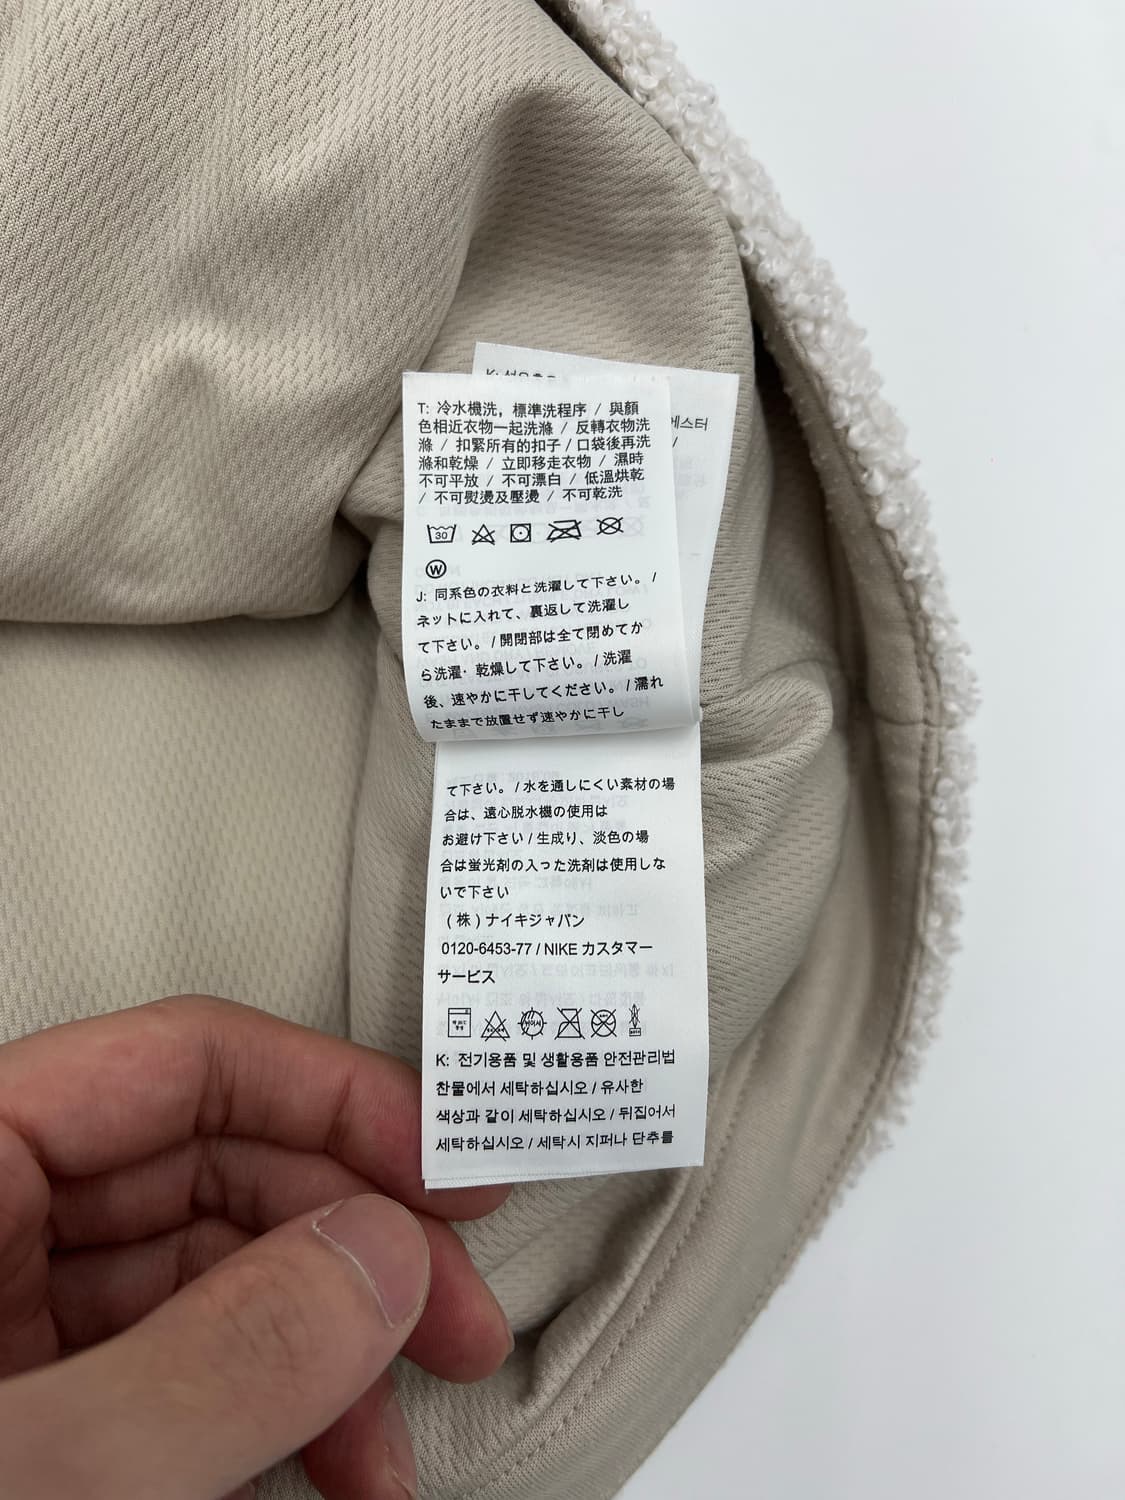 T: 冷水機洗，標準洗程序 / 與顏
色相近衣物一起洗滌 / 反轉衣物洗
滌 / 扣緊所有的扣子 / 口袋後再洗
滌和乾燥 / 立即移走衣物 / 濕時
不可平放 / 不可漂白 / 低溫烘乾
/ 不可熨燙及壓燙 / 不可乾洗
30
W
J: 同系色の衣料と洗濯して下さい。 /
ネットに入れて、裏返して洗濯し
て下さい。 / 開閉部は全て閉めてか
ら洗濯・乾燥して下さい。 / 洗濯
後、速やかに干してください。 / 濡れ
たままで放置せず速やかに干し
て下さい。 / 水を通しにくい素材の場
合は、遠心脱水機の使用は
お避け下さい / 生成り、淡色の場
合は蛍光剤の入った洗剤は使用しな
いで下さい
(株) ナイキジャパン
0120-6453-77 / NIKE カスタマー
サービス
K: 전기용품 및 생활용품 안전관리법
찬물에서 세탁하십시오 / 유사한
색상과 같이 세탁하십시오 / 뒤집어서
세탁하십시오 / 세탁시 지퍼나 단추를